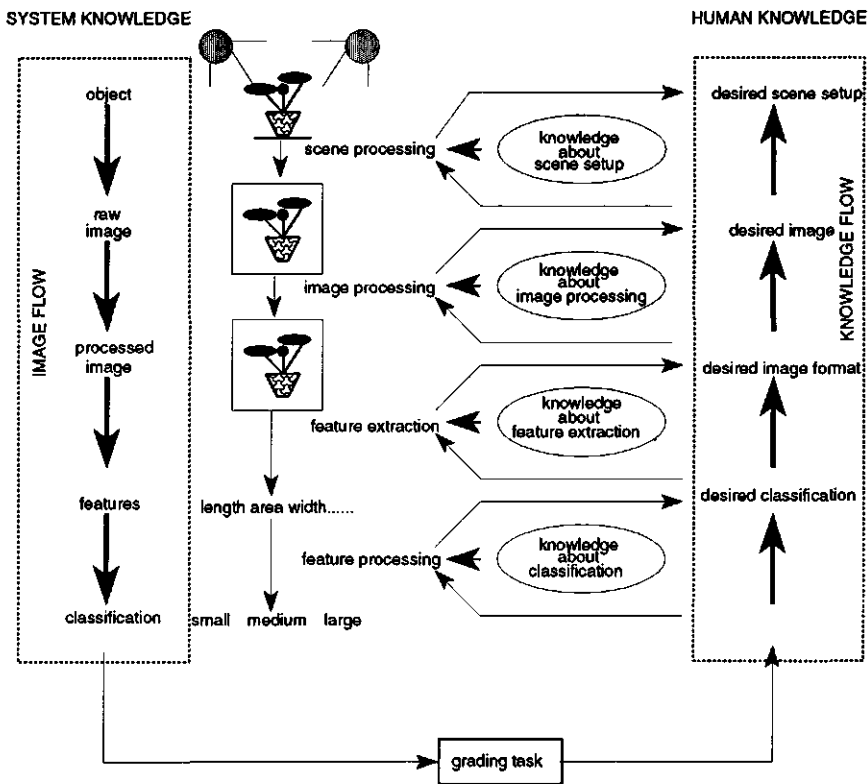 SYSTEM KNOWLEDGE
HUMAN KNOWLEDGE
object
desired scene setup
knowledge
about
scene setup
scene processing
raw
image
desired image
knowledge
about
image processing
image processing
IMAGE FLOW
KNOWLEDGE FLOW
processed
image
desired image format
knowledge
about
feature extraction
feature extraction
features
length area width......
desired classification
knowledge
about
classification
feature processing
classification
small medium large
grading task